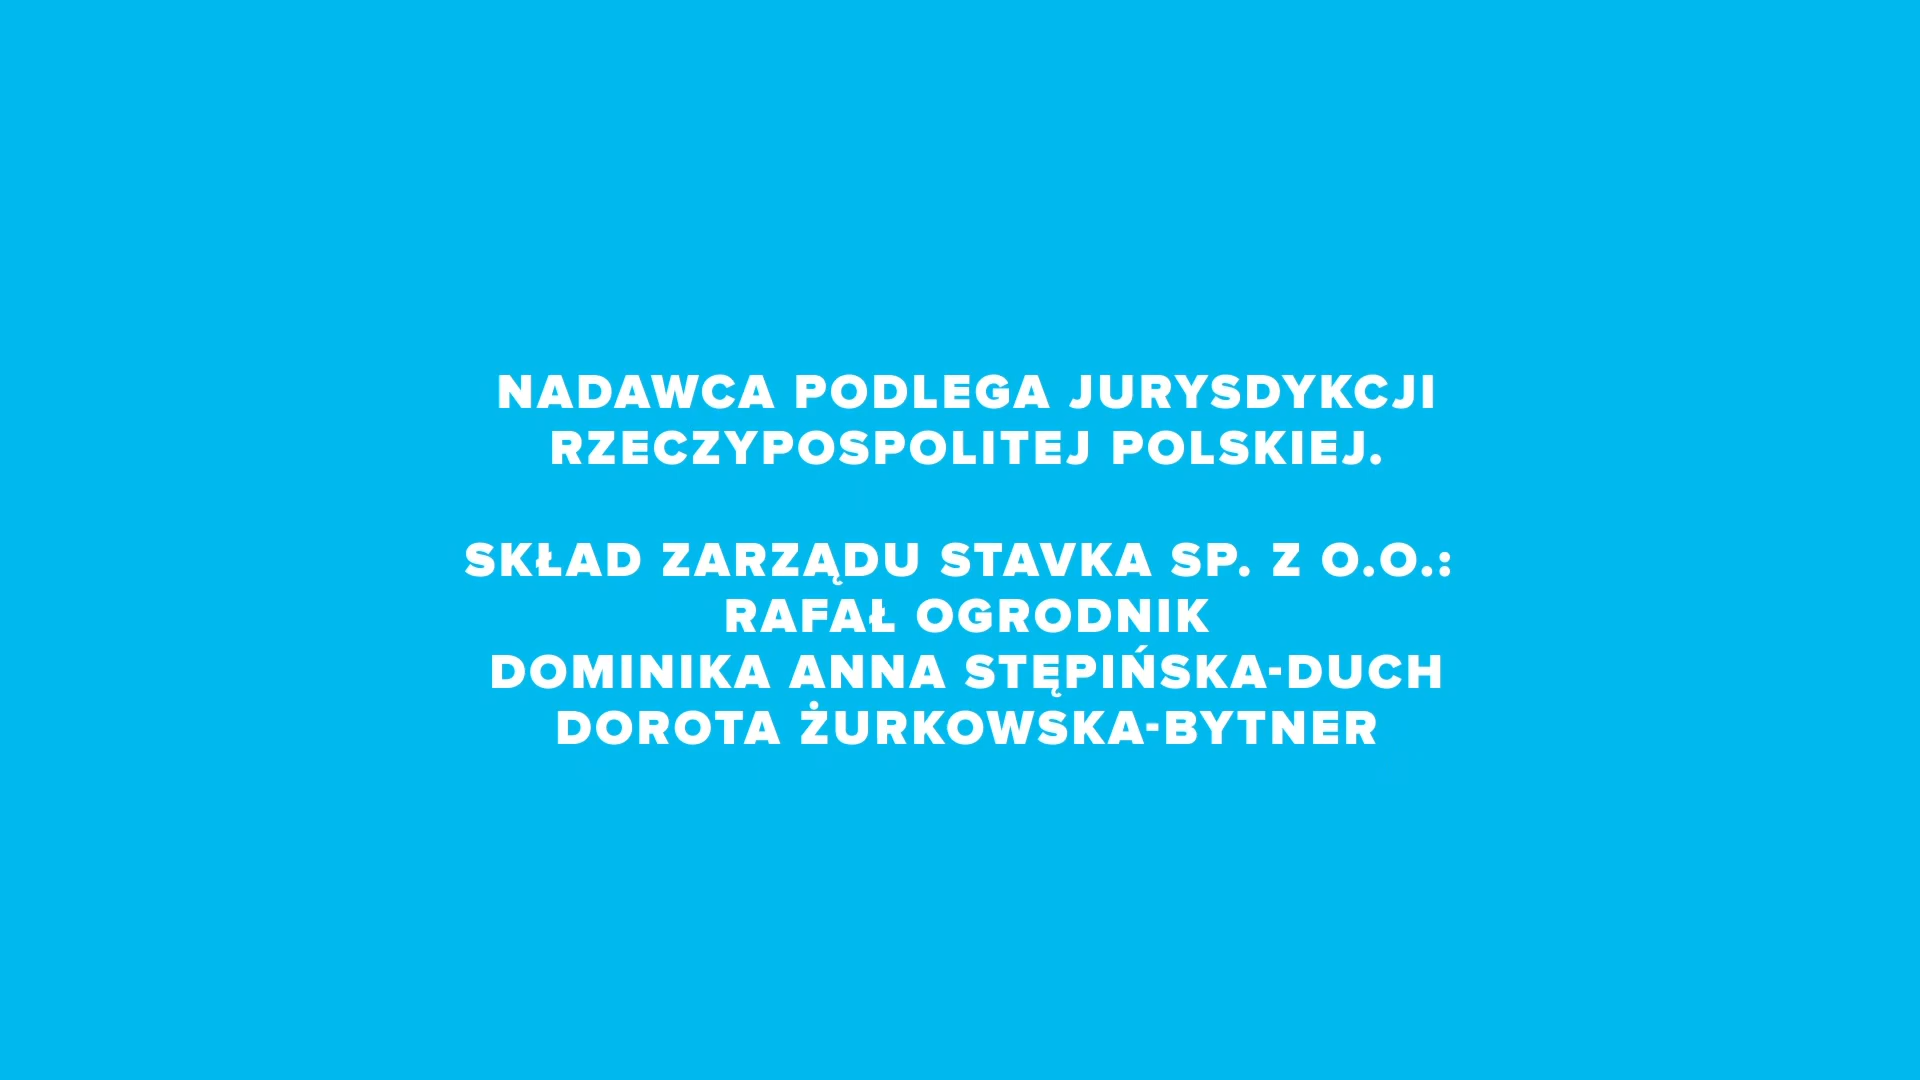 NADAWCA PODLEGA JURYSDYKCJI
RZECZYPOSPOLITEJ POLSKIEJ.
SKŁAD ZARZĄDU STAVKA SP. Z O.O.:
RAFAŁ OGRODNIK
DOMINIKA ANNA STĘPIŃSKA-DUCH
DOROTA ŻURKOWSKA-BYTNER